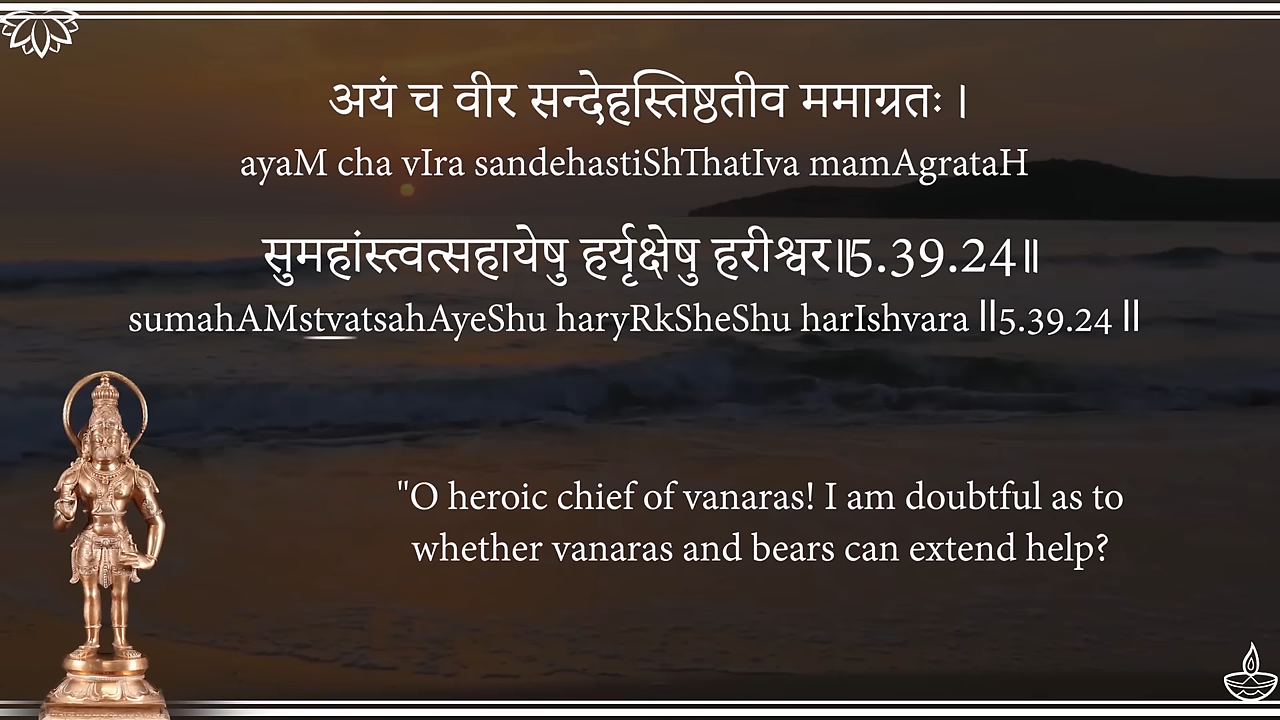 अयं च वीर सन्देहस्तिष्ठतीव ममाग्रतः ।
ayaM cha vIra sandehastiShThatIva mamAgrataH
सुमहांस्त्वत्सहायेषु हर्यृक्षेषु हरीश्वर॥5.39.24॥
sumahAMstvatsahAyeShu haryRkSheShu harIshvara ||5.39.24 ||
"O heroic chief of vanaras! I am doubtful as to
whether vanaras and bears can extend help?